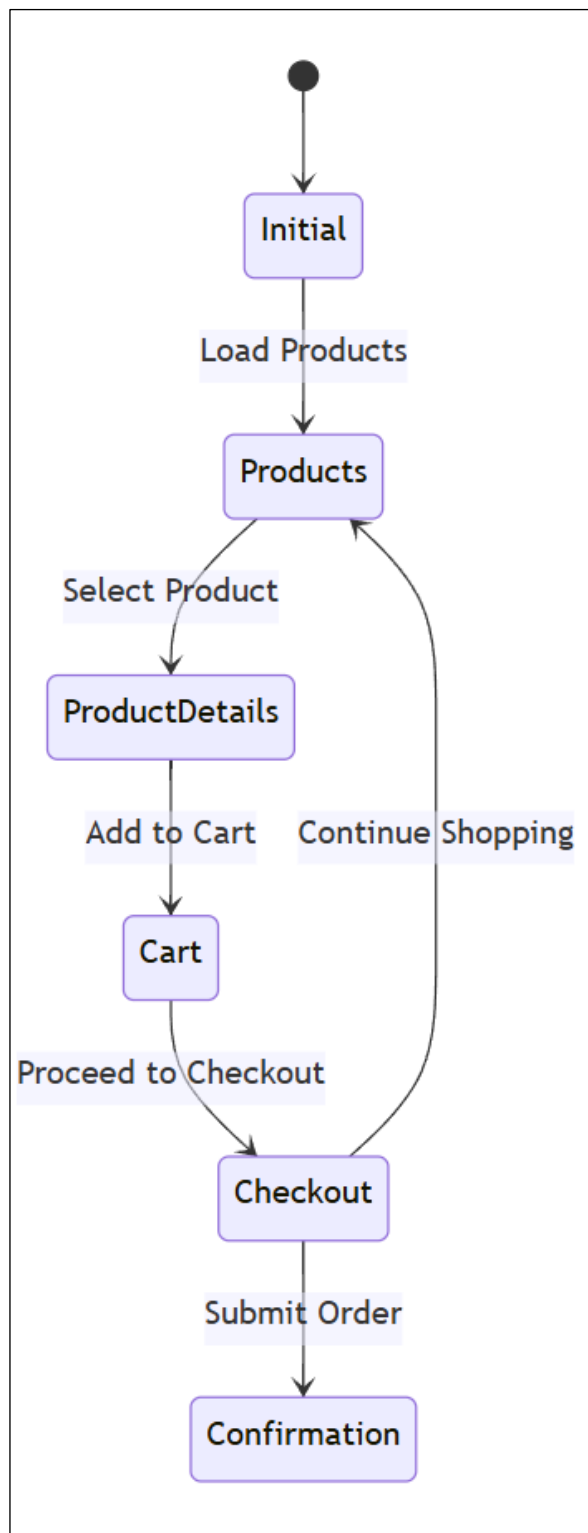 Initial
Load Products
Products
Select Product
ProductDetails
Add to Cart
Continue Shopping
Cart
Proceed to Checkout
Checkout
Submit Order
Confirmation